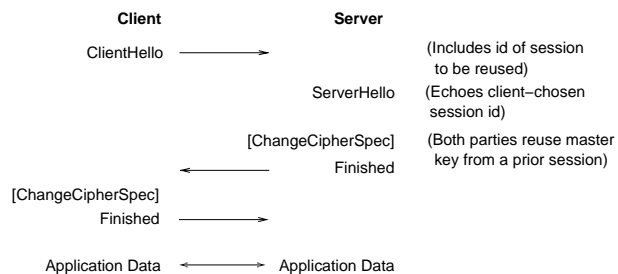 Client Server
ClientHello (Includes id of session
to be reused)
ServerHello (Echoes client−chosen
session id)
[ChangeCipherSpec] (Both parties reuse master
Finished key from a prior session)
[ChangeCipherSpec]
Finished
Application Data Application Data